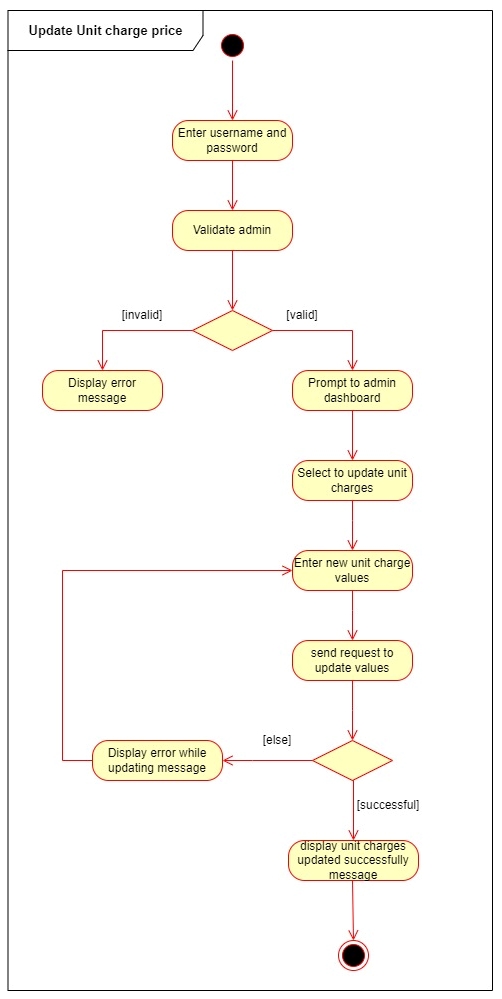 Update Unit charge price
Enter username and
password
Validate admin
[invalid]
[valid]
Display error
message
Prompt to admin
dashboard
Select to update unit
charges
Enter new unit charge
values
send request to
update values
[else]
Display error while
updating message
[successful]
display unit charges
updated successfully
message